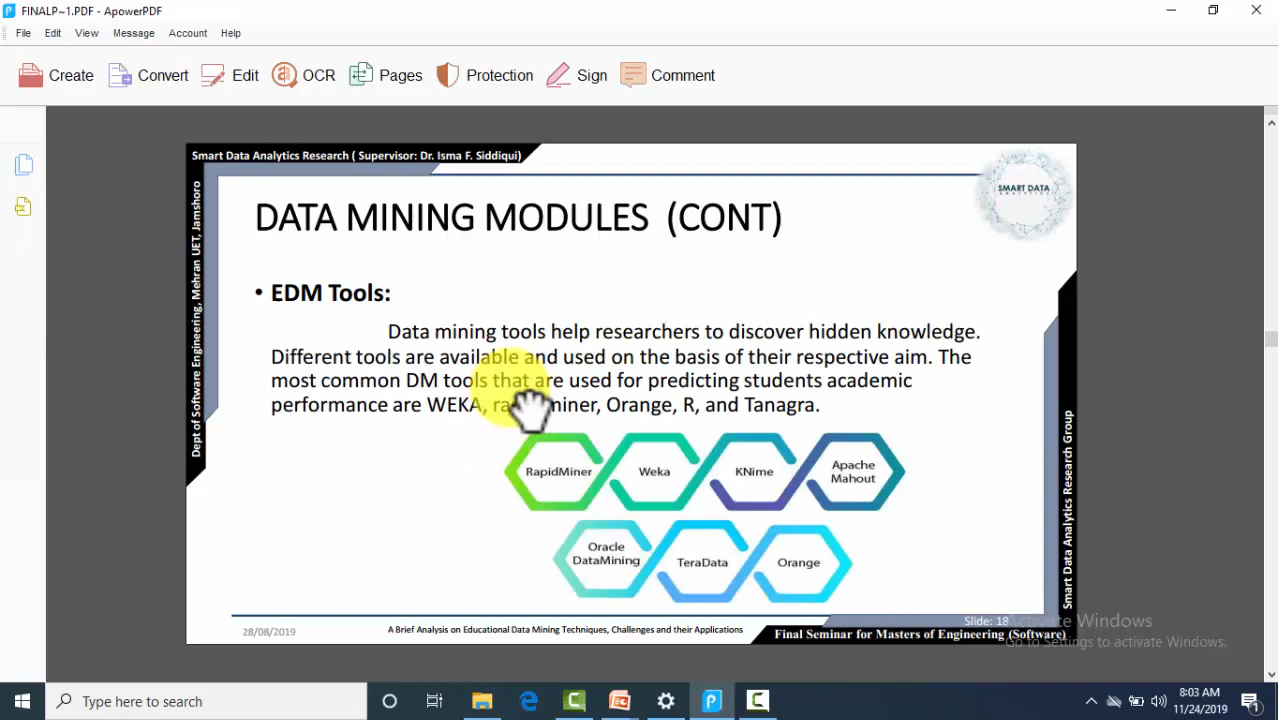 FINALP~1.PDF - ApowerPDF
File Edit View Message Account Help
Create Convert Edit OCR Pages Protection Sign Comment
Smart Data Analytics Research ( Supervisor: Dr. Isma F. Siddiqui)
SMART DATA
Dept of Software Engineering, Mehran UET, Jamshoro
DATA MINING MODULES (CONT)
• EDM Tools:
Data mining tools help researchers to discover hidden knowledge.
Different tools are available and used on the basis of their respective aim. The
most common DM tools that are used for predicting students academic
performance are WEKA, Orange, R, and Tanagra.
RapidMiner Weka KNime Apache
Mahout
Oracle
DataMining TeraData Orange
Smart Data Analytics Research Group
Slide: 18
28/08/2019 A Brief Analysis on Educational Data Mining Techniques, Challenges and their Applications
Final Seminar for Masters of Engineering (Software)
Activate Windows
Go to Settings to activate Windows.
Type here to search
8:03 AM
11/24/2019
1